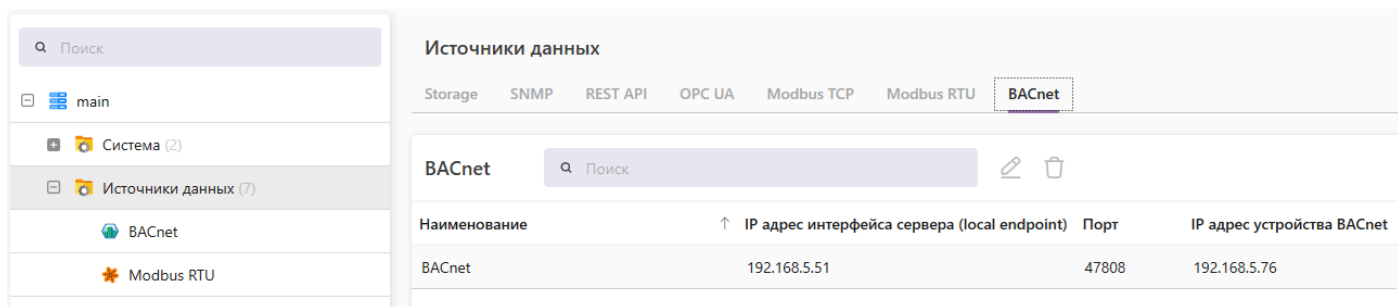 Поиск
main
Система (2)
Источники данных (7)
BACnet
Modbus RTU
Источники данных
Storage SNMP REST API OPC UA Modbus TCP Modbus RTU BACnet
BACnet Поиск
Наименование ↑ IP адрес интерфейса сервера (local endpoint) Порт IP адрес устройства BACnet
BACnet 192.168.5.51 47808 192.168.5.76